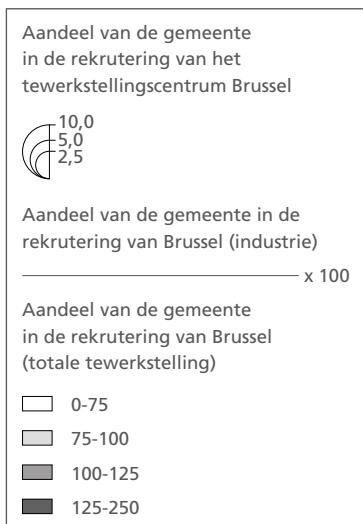 Aandeel van de gemeente
in de rekrutering van het
tewerkstellingscentrum Brussel
10,0
5,0
2,5
Aandeel van de gemeente in de
rekrutering van Brussel (industrie)
x 100
Aandeel van de gemeente
in de rekrutering van Brussel
(totale tewerkstelling)
0-75
75-100
100-125
125-250